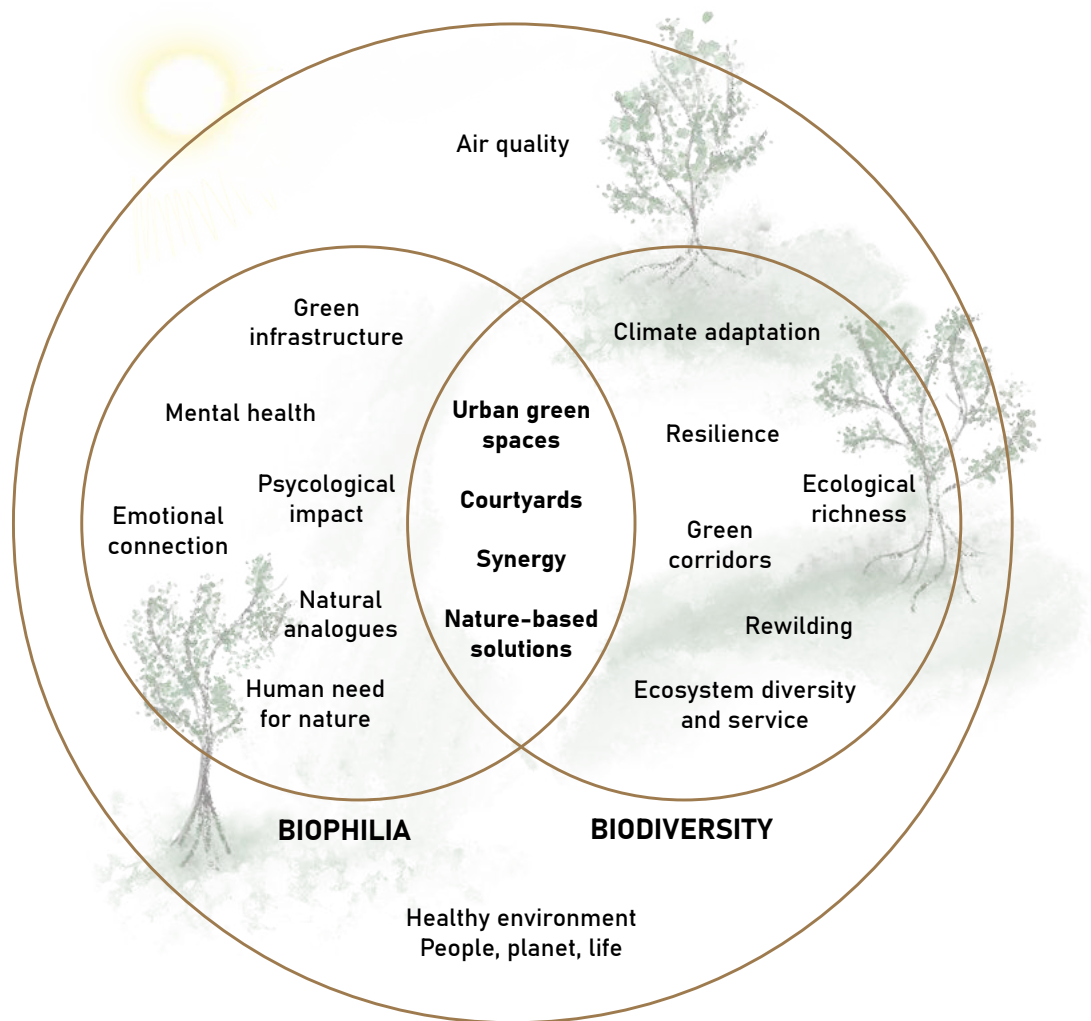 Air quality
Green
infrastructure
Mental health
Psycological
impact
Emotional
connection
Natural
analogues
Human need
for nature
Urban green
spaces
Courtyards
Synergy
Nature-based
solutions
Climate adaptation
Resilience
Ecological
richness
Green
corridors
Rewilding
Ecosystem diversity
and service
BIOPHILIA
BIODIVERSITY
Healthy environment
People, planet, life